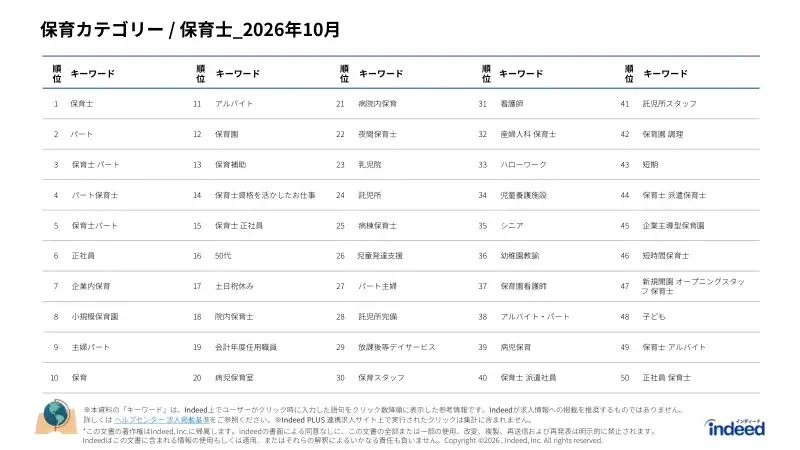 保育カテゴリー / 保育士_2026年10月
順位 キーワード 順位 キーワード 順位 キーワード 順位 キーワード 順位 キーワード
1 保育士 11 アルバイト 21 病院内保育 31 看護師 41 託児所スタッフ
2 パート 12 保育園 22 夜間保育士 32 産婦人科 保育士 42 保育園 調理
3 保育士 パート 13 保育補助 23 乳児院 33 ハローワーク 43 短期
4 パート保育士 14 保育士資格を活かしたお仕事 24 託児所 34 児童養護施設 44 保育士 派遣保育士
5 保育士パート 15 保育士 正社員 25 病棟保育士 35 シニア 45 企業主導型保育園
6 正社員 16 50代 26 児童発達支援 36 幼稚園教諭 46 短時間保育士
7 企業内保育 17 土日祝休み 27 パート主婦 37 保育園看護師 47 新規開園 オープニングスタッフ 保育士
8 小規模保育園 18 院内保育士 28 託児所完備 38 アルバイト・パート 48 子ども
9 主婦パート 19 会計年度任用職員 29 放課後等デイサービス 39 病児保育 49 保育士 アルバイト
10 保育 20 病児保育士 30 保育スタッフ 40 保育士 派遣社員 50 正社員 保育士
※本資料の「キーワード」は、Indeed上でユーザーがクリック時に入力した語句をクリック数降順に表示した参考情報です。Indeedが求人情報への掲載を推奨するものではありません。
詳しくは ヘルプセンター 求人掲載基準をご参照ください。※Indeed PLUS 連携求人サイト上で実行されたクリックは集計に含まれません。
*この文書の著作権はIndeed, Inc.に帰属します。Indeedの書面による同意なしに、この文書の全部または一部の使用、改変、複製、再送信および再発表は明示的に禁止されます。
Indeedはこの文書に含まれる情報の使用もしくは適用、またはそれらの解釈によるいかなる責任も負いません。Copyright ©2026 , Indeed, Inc. All rights reserved.
インディード
indeed